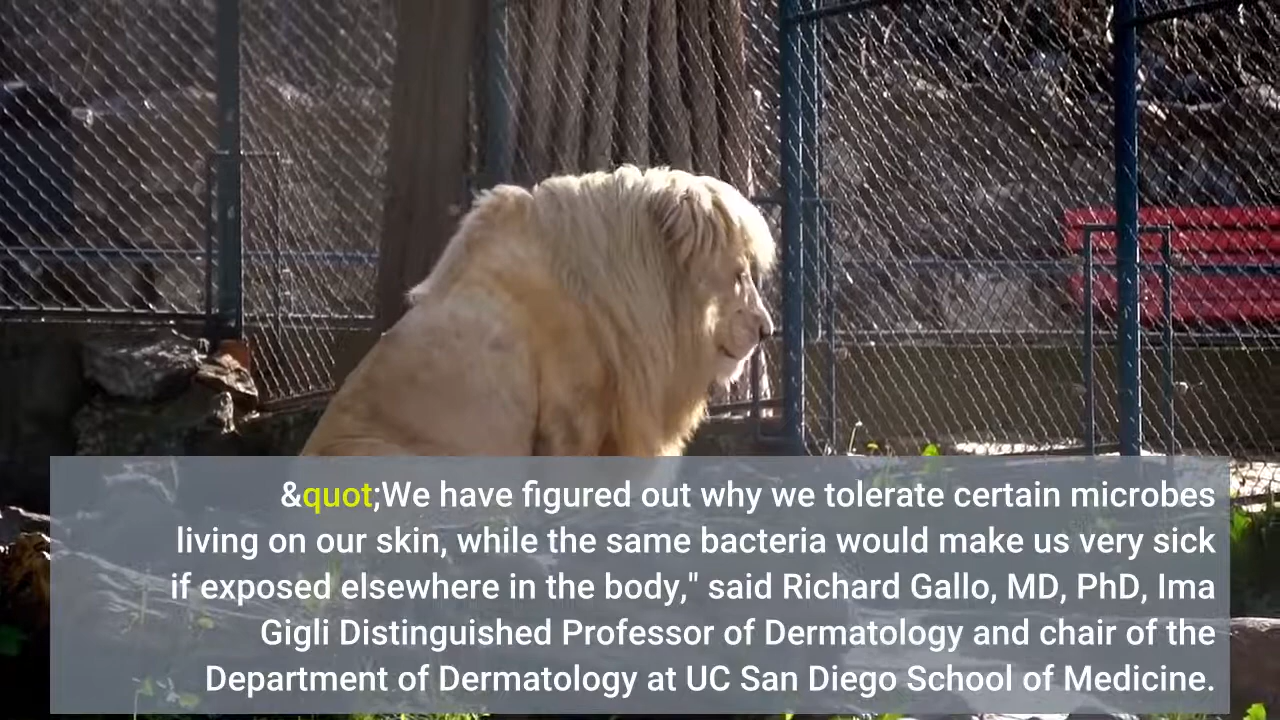 &quot;We have figured out why we tolerate certain microbes
living on our skin, while the same bacteria would make us very sick
if exposed elsewhere in the body," said Richard Gallo, MD, PhD, Ima
Gigli Distinguished Professor of Dermatology and chair of the
Department of Dermatology at UC San Diego School of Medicine.